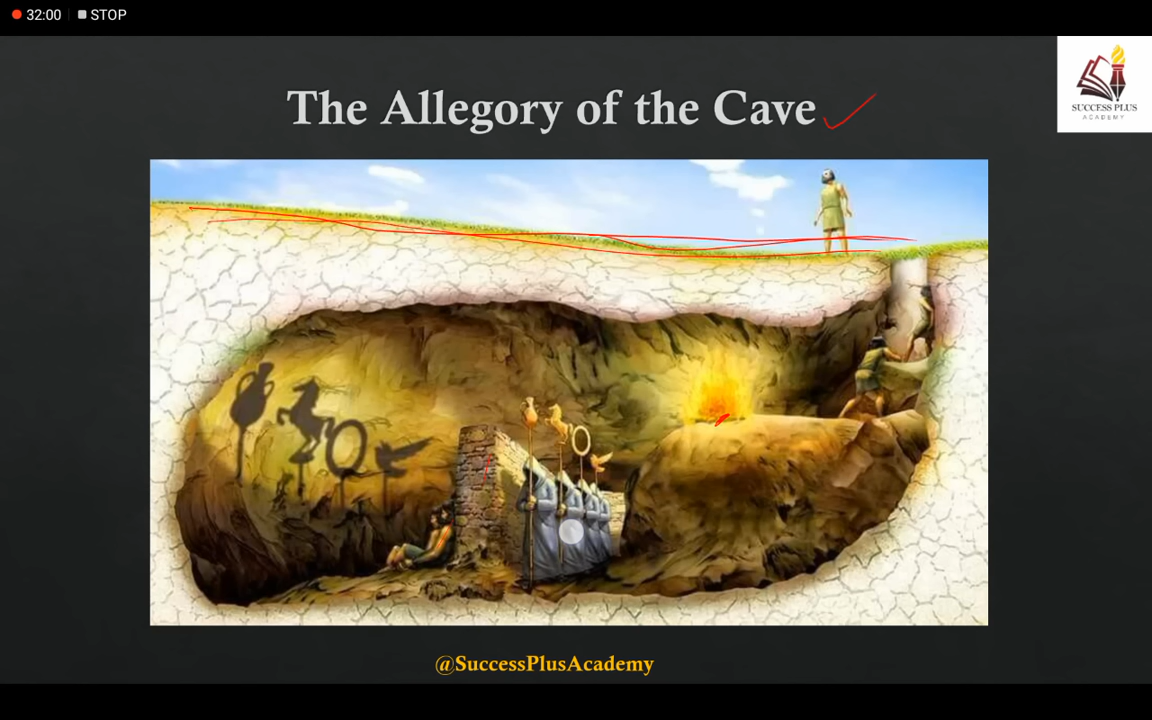 32:00 STOP
The Allegory of the Cave
SUCCESS PLUS
ACADEMY
@SuccessPlusAcademy